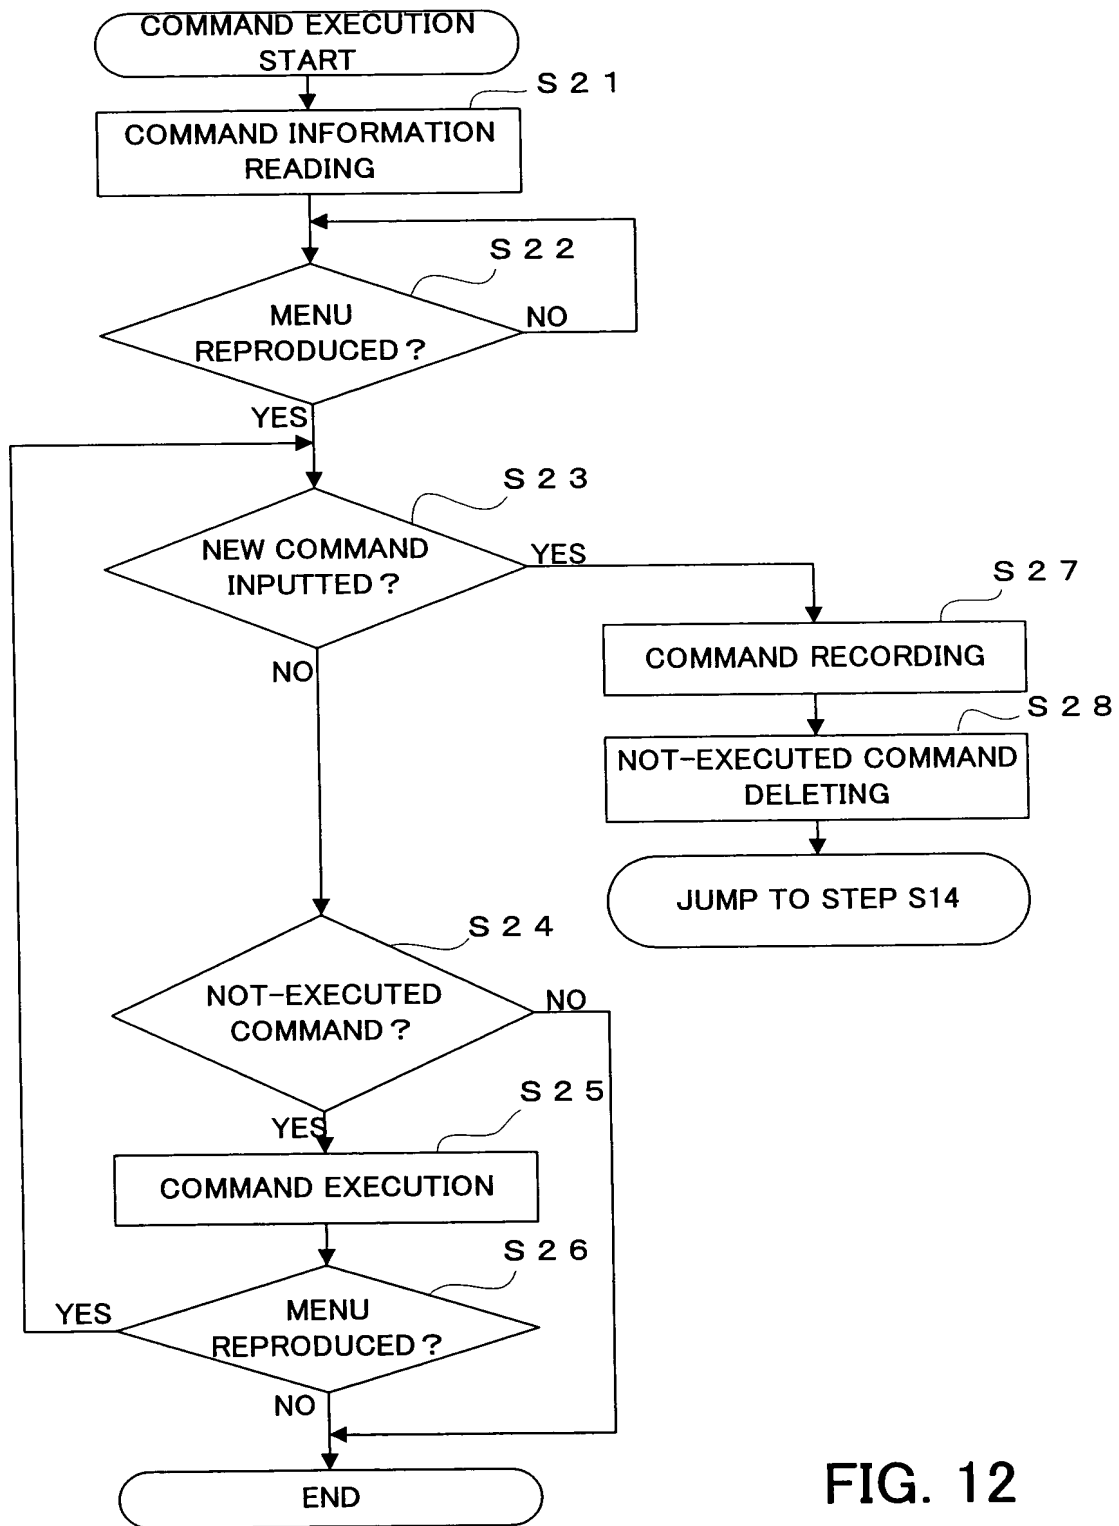 COMMAND EXECUTION
START
S21
COMMAND INFORMATION
READING
S22
MENU
REPRODUCED?
NO
YES
S23
NEW COMMAND
INPUTTED?
YES
NO
S27
COMMAND RECORDING
S28
NOT-EXECUTED COMMAND
DELETING
JUMP TO STEP S14
S24
NOT-EXECUTED
COMMAND?
NO
YES
S25
COMMAND EXECUTION
S26
MENU
REPRODUCED?
YES
NO
END
FIG. 12